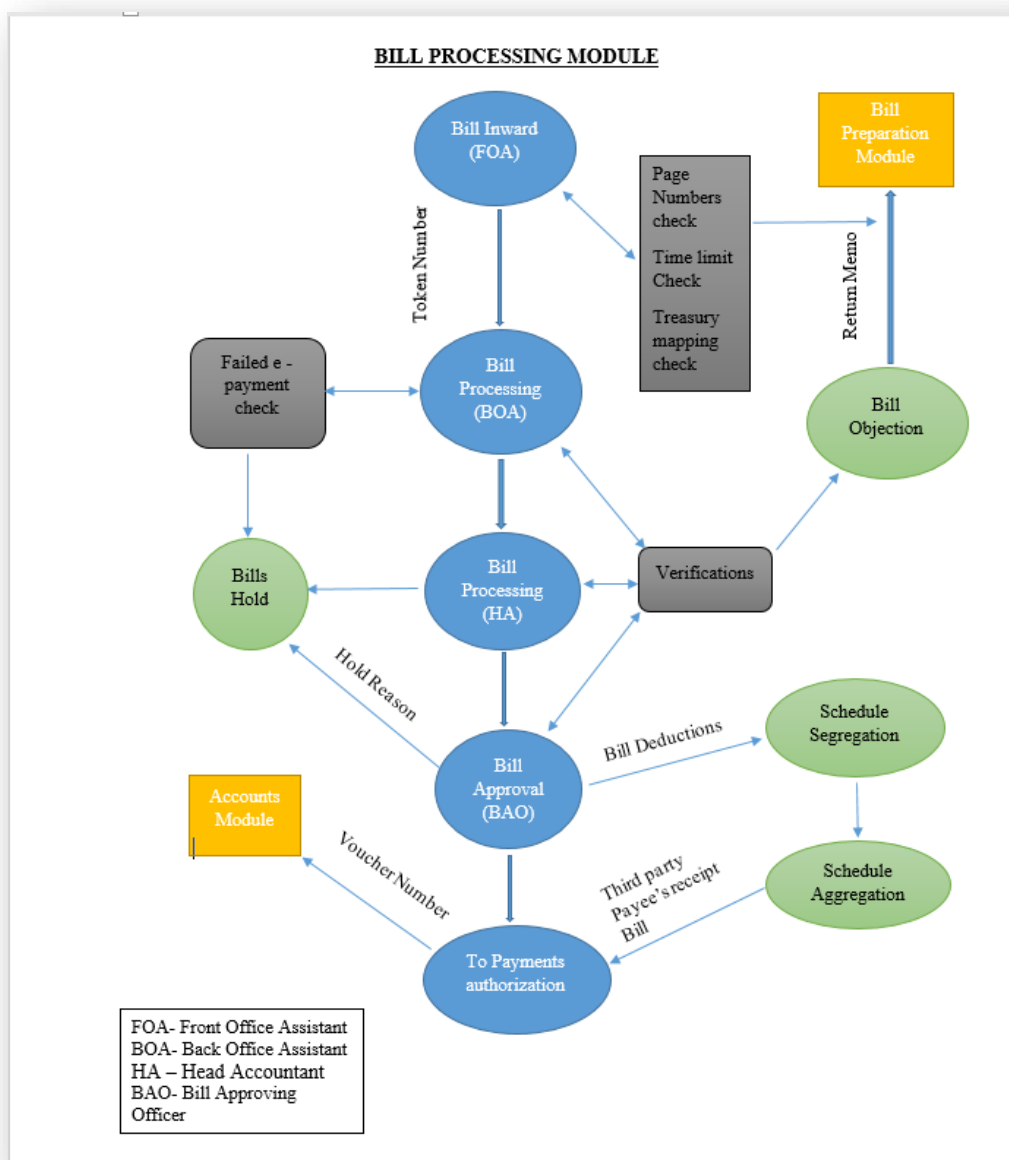 BILL PROCESSING MODULE
Bill Inward
(FOA)
Bill
Preparation
Module
Page
Numbers
check
Time limit
Check
Treasury
mapping
check
Token Number
Return Memo
Failed e -
payment
check
Bill
Processing
(BOA)
Bill
Objection
Bills
Hold
Bill
Processing
(HA)
Verifications
Hold Reason
Bill Deductions
Schedule
Segregation
Bill
Approval
(BAO)
Accounts
Module
Voucher Number
Third party
Payee’s receipt
Bill
Schedule
Aggregation
To Payments
authorization
FOA- Front Office Assistant
BOA- Back Office Assistant
HA – Head Accountant
BAO- Bill Approving
Officer